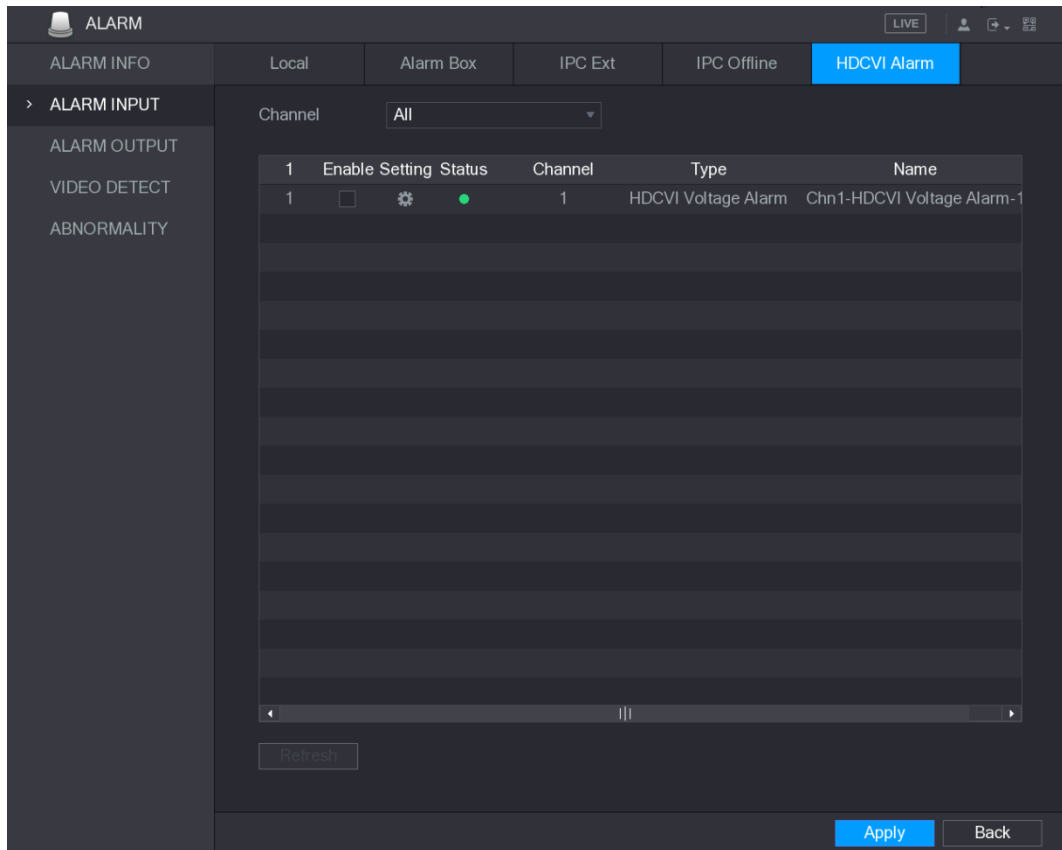 ALARM
LIVE
ALARM INFO
ALARM INPUT
ALARM OUTPUT
VIDEO DETECT
ABNORMALITY
Local Alarm Box IPC Ext IPC Offline HDCVI Alarm
Channel All
1 Enable Setting Status Channel Type Name
1 1 HDCVI Voltage Alarm Chn1-HDCVI Voltage Alarm-1
Refresh
Apply Back